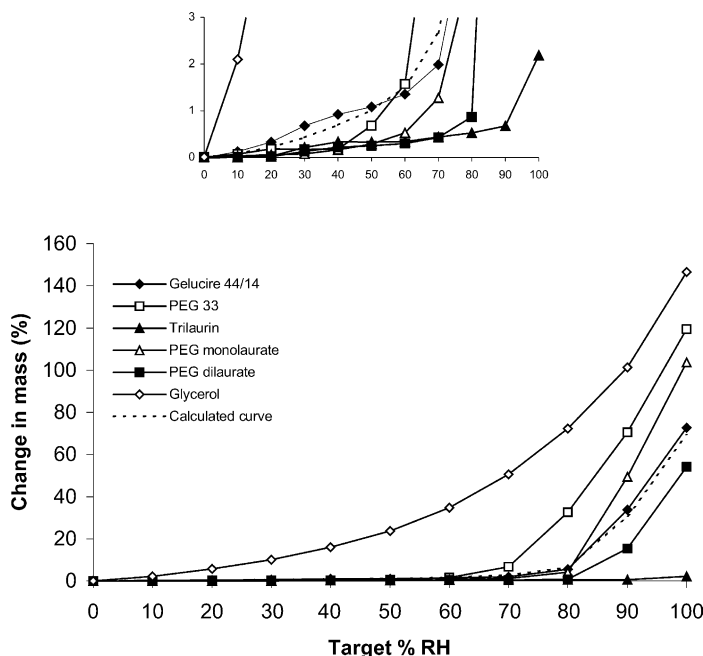 3
2
1
0
0 10 20 30 40 50 60 70 80 90 100
160
140
120
100
80
60
40
20
0
Change in mass (%)
Gelucire 44/14
PEG 33
Trilaurin
PEG monolaurate
PEG dilaurate
Glycerol
Calculated curve
0 10 20 30 40 50 60 70 80 90 100
Target % RH